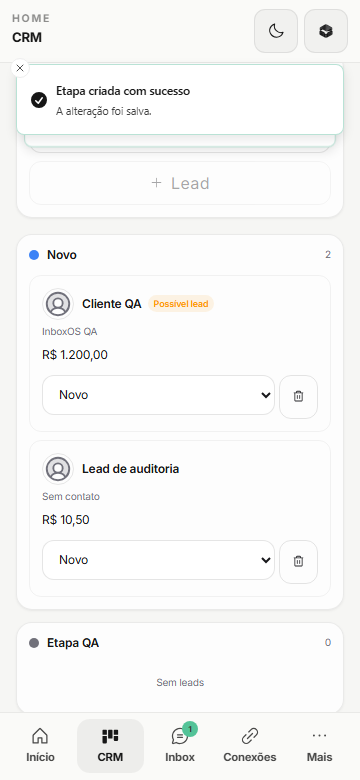 HOME
CRM
Etapa criada com sucesso
A alteração foi salva.
+ Lead
Novo 2
Cliente QA Possível lead
InboxOS QA
R$ 1.200,00
Novo
Lead de auditoria
Sem contato
R$ 10,50
Novo
Etapa QA 0
Sem leads
1
Início CRM Inbox Conexões Mais